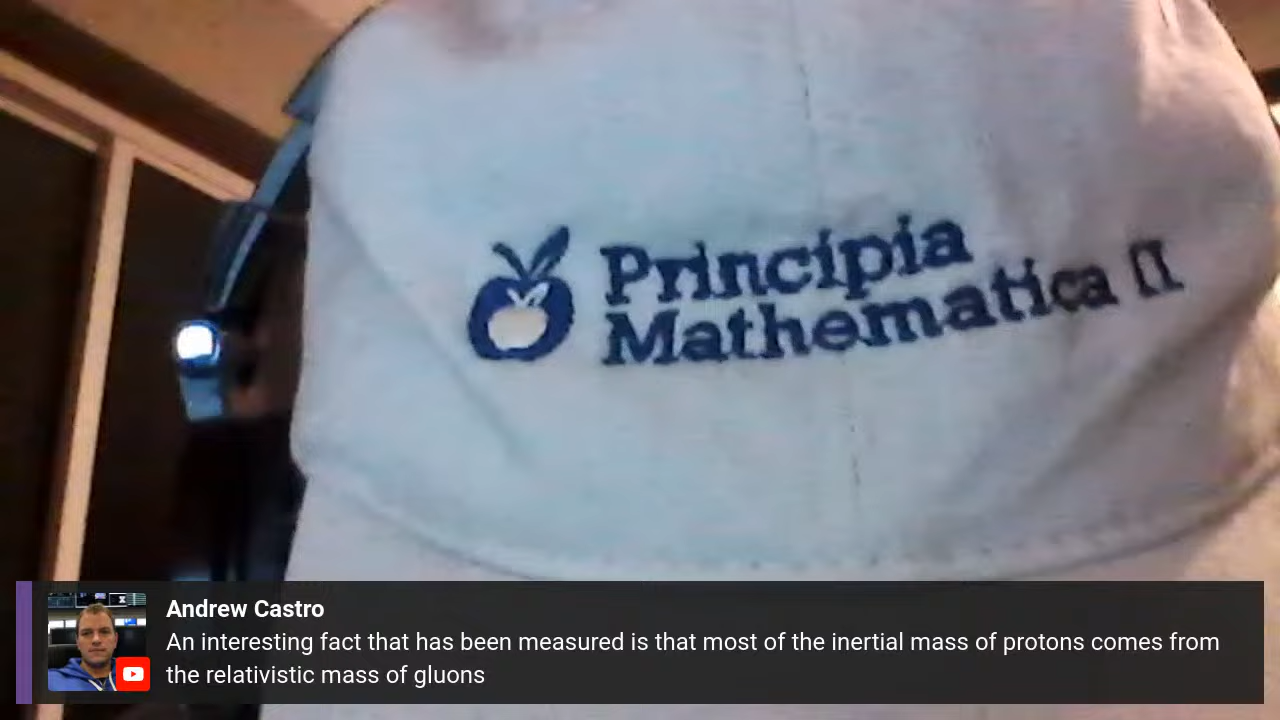 Principia
Mathematica II
Andrew Castro
An interesting fact that has been measured is that most of the inertial mass of protons comes from
the relativistic mass of gluons